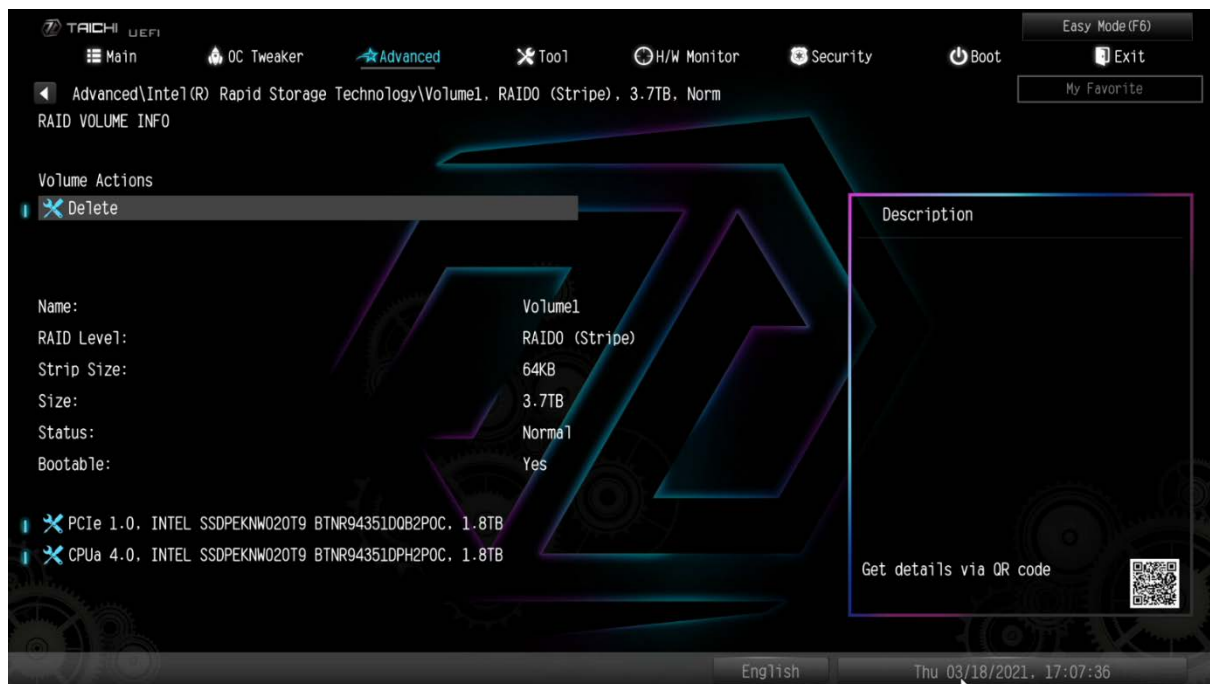 TAICHI UEFI
Easy Mode(F6)
Main OC Tweaker Advanced Tool H/W Monitor Security Boot Exit
Advanced\Intel(R) Rapid Storage Technology\Volume1, RAID0 (Stripe), 3.7TB, Norm
My Favorite
RAID VOLUME INFO
Volume Actions
Delete
Description
Name: Volume1
RAID Level: RAID0 (Stripe)
Strip Size: 64KB
Size: 3.7TB
Status: Normal
Bootable: Yes
PCIe 1.0, INTEL SSDPEKNW020T9 BTNR94351DQB2P0C, 1.8TB
CPUa 4.0, INTEL SSDPEKNW020T9 BTNR94351DPH2P0C, 1.8TB
Get details via QR code
English
Thu 03/18/2021, 17:07:36